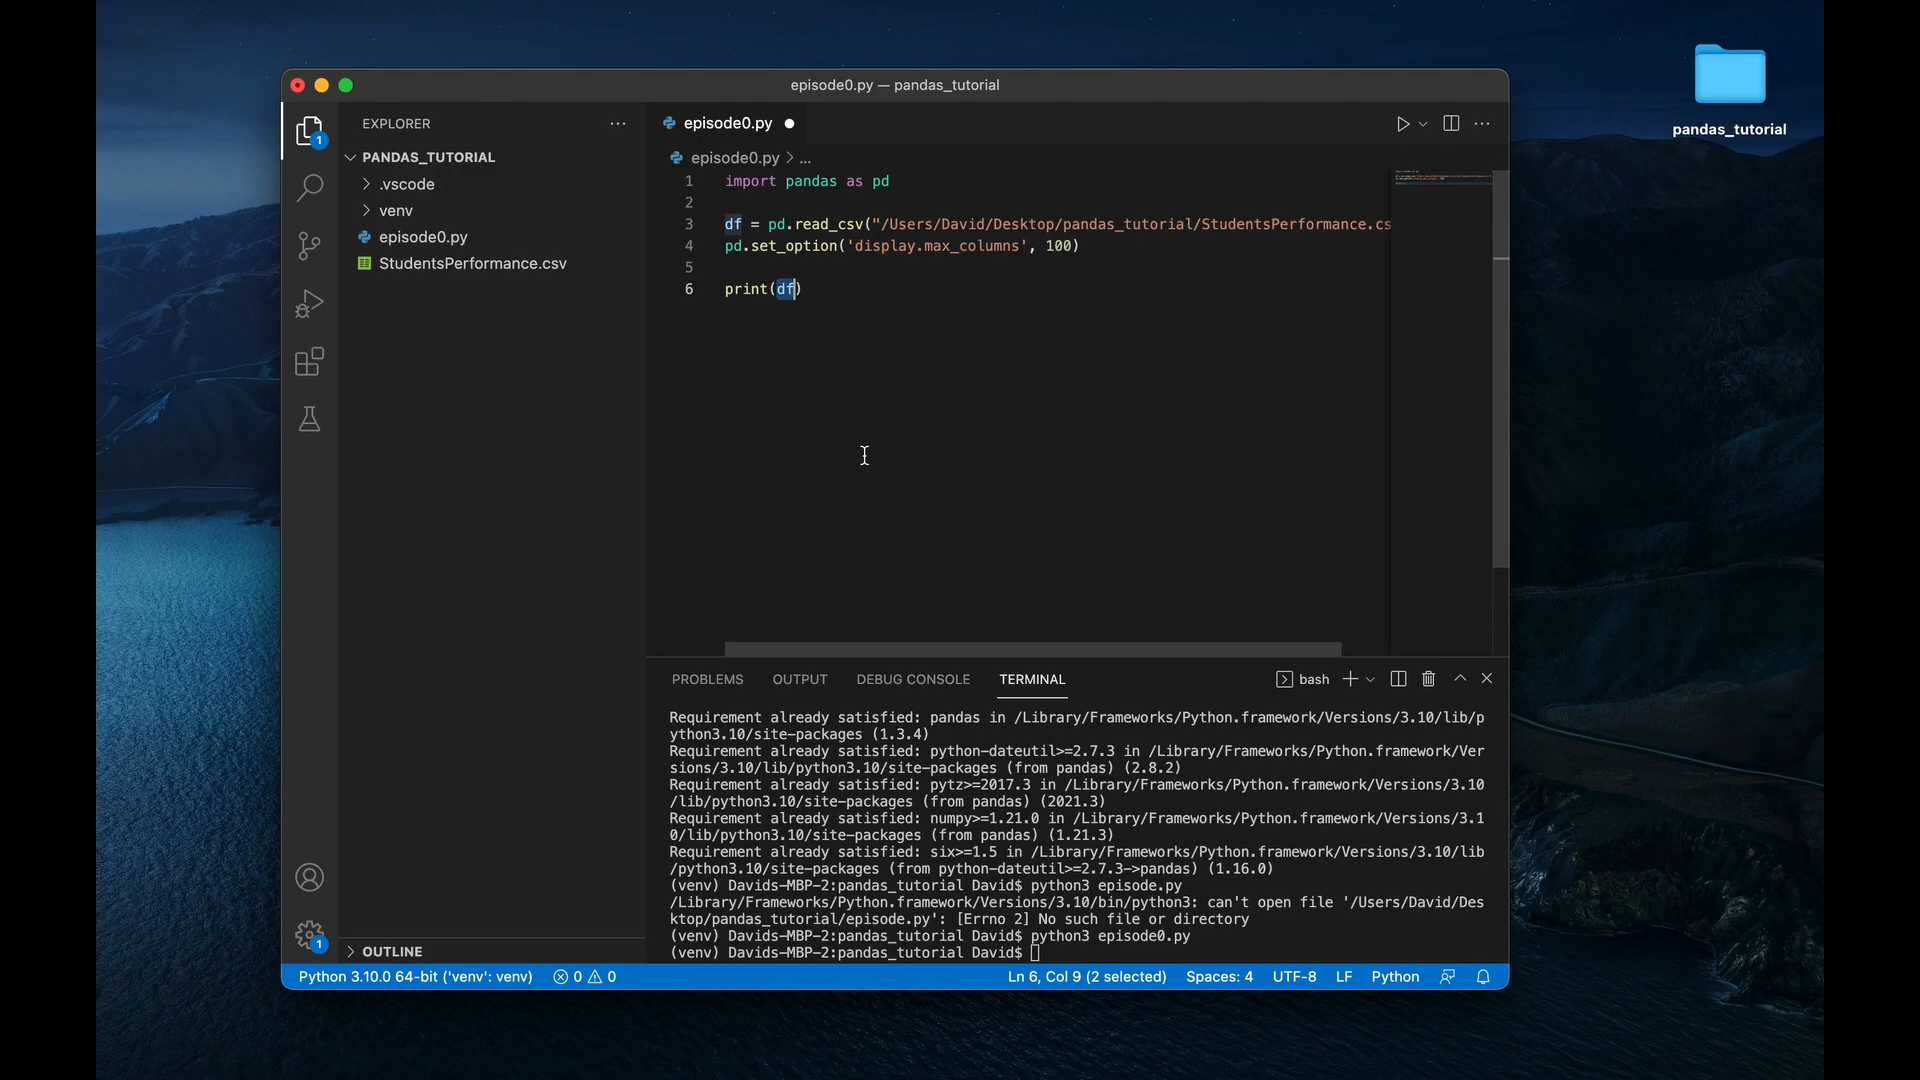 episode0.py — pandas_tutorial
pandas_tutorial
EXPLORER
episode0.py
1
PANDAS_TUTORIAL
episode0.py > ...
.vscode
venv
episode0.py
StudentsPerformance.csv
1 import pandas as pd
2
3 df = pd.read_csv("/Users/David/Desktop/pandas_tutorial/StudentsPerformance.cs
4 pd.set_option('display.max_columns', 100)
5
6 print(df)
PROBLEMS OUTPUT DEBUG CONSOLE TERMINAL bash
Requirement already satisfied: pandas in /Library/Frameworks/Python.framework/Versions/3.10/lib/p
ython3.10/site-packages (1.3.4)
Requirement already satisfied: python-dateutil>=2.7.3 in /Library/Frameworks/Python.framework/Ver
sions/3.10/lib/python3.10/site-packages (from pandas) (2.8.2)
Requirement already satisfied: pytz>=2017.3 in /Library/Frameworks/Python.framework/Versions/3.10
/lib/python3.10/site-packages (from pandas) (2021.3)
Requirement already satisfied: numpy>=1.21.0 in /Library/Frameworks/Python.framework/Versions/3.1
0/lib/python3.10/site-packages (from pandas) (1.21.3)
Requirement already satisfied: six>=1.5 in /Library/Frameworks/Python.framework/Versions/3.10/lib
/python3.10/site-packages (from python-dateutil>=2.7.3->pandas) (1.16.0)
(venv) Davids-MBP-2:pandas_tutorial David$ python3 episode.py
/Library/Frameworks/Python.framework/Versions/3.10/bin/python3: can't open file '/Users/David/Des
ktop/pandas_tutorial/episode.py': [Errno 2] No such file or directory
(venv) Davids-MBP-2:pandas_tutorial David$ python3 episode0.py
(venv) Davids-MBP-2:pandas_tutorial David$
1
OUTLINE
Python 3.10.0 64-bit ('venv': venv) 0 0 Ln 6, Col 9 (2 selected) Spaces: 4 UTF-8 LF Python